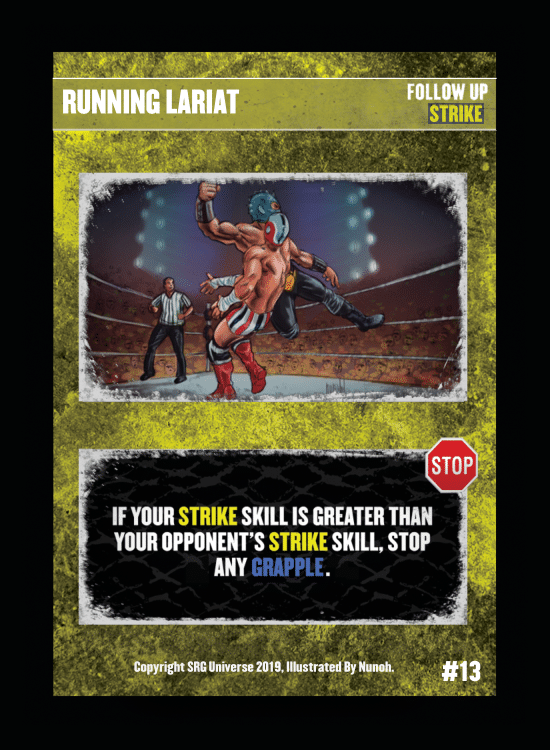 RUNNING LARIAT
FOLLOW UP
STRIKE
STOP
IF YOUR STRIKE SKILL IS GREATER THAN
YOUR OPPONENT'S STRIKE SKILL, STOP
ANY GRAPPLE.
Copyright SRG Universe 2019, Illustrated By Nunoh.
#13